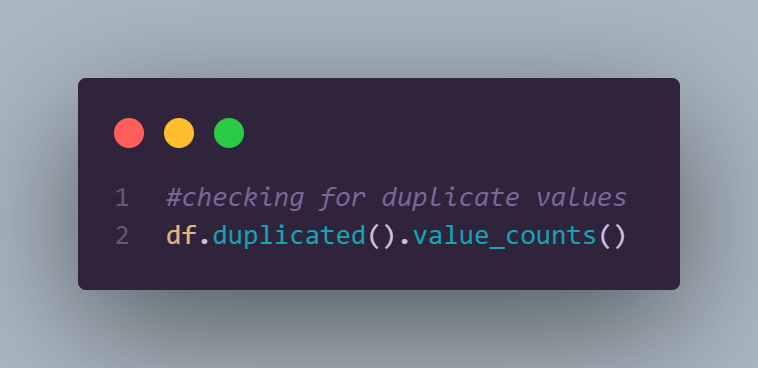 1 #checking for duplicate values
2 df.duplicated().value_counts()